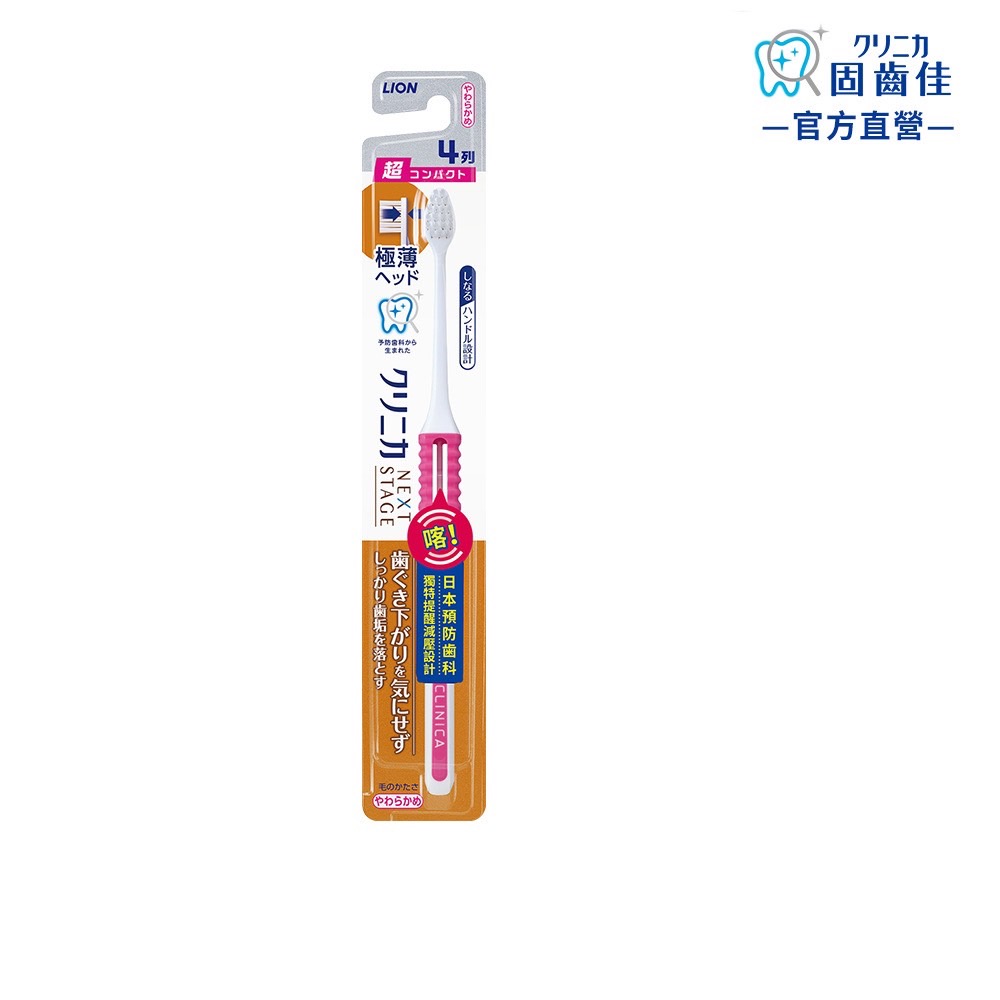 クリニカ
固齒佳
官方直營
LION
やわらかめ
4列
超コンパクト
極薄
ヘッド
予防歯科から
生まれた
しなるハンドル設計
クリニカ
NEXT
STAGE
喀!
日本預防歯科
獨特提醒減壓設計
歯ぐき下がりを気にせず
しっかり歯垢を落とす
CLINICA
毛のかたさ
やわらかめ